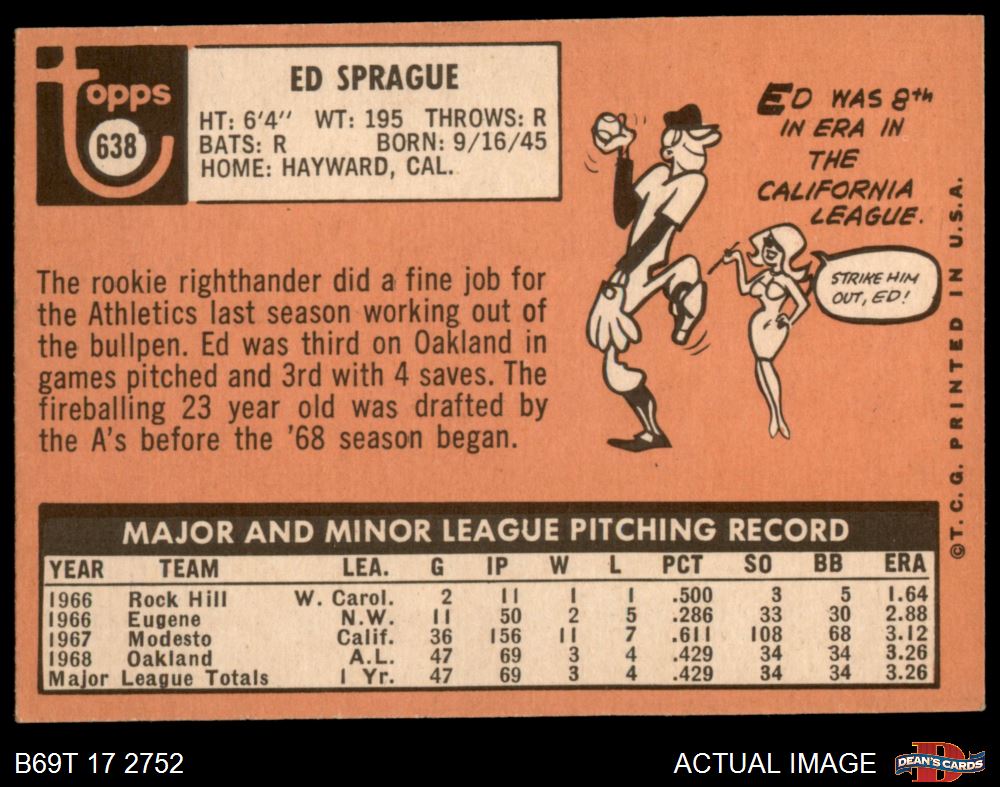 Topps
638
ED SPRAGUE
HT: 6'4" WT: 195 THROWS: R
BATS: R BORN: 9/16/45
HOME: HAYWARD, CAL.
ED WAS 8th
IN ERA IN
THE
CALIFORNIA
LEAGUE.
STRIKE HIM
OUT, ED!
The rookie righthander did a fine job for
the Athletics last season working out of
the bullpen. Ed was third on Oakland in
games pitched and 3rd with 4 saves. The
fireballing 23 year old was drafted by
the A's before the '68 season began.
MAJOR AND MINOR LEAGUE PITCHING RECORD
YEAR TEAM LEA. G IP W L PCT SO BB ERA
1966 Rock Hill W. Carol. 2 11 1 1 .500 3 5 1.64
1966 Eugene N.W. 11 50 2 5 .286 33 30 2.88
1967 Modesto Calif. 36 156 11 7 .611 108 68 3.12
1968 Oakland A.L. 47 69 3 4 .429 34 34 3.26
Major League Totals 1 Yr. 47 69 3 4 .429 34 34 3.26
©T.C.G. PRINTED IN U.S.A.
B69T 17 2752
ACTUAL IMAGE
DEAN'S CARDS